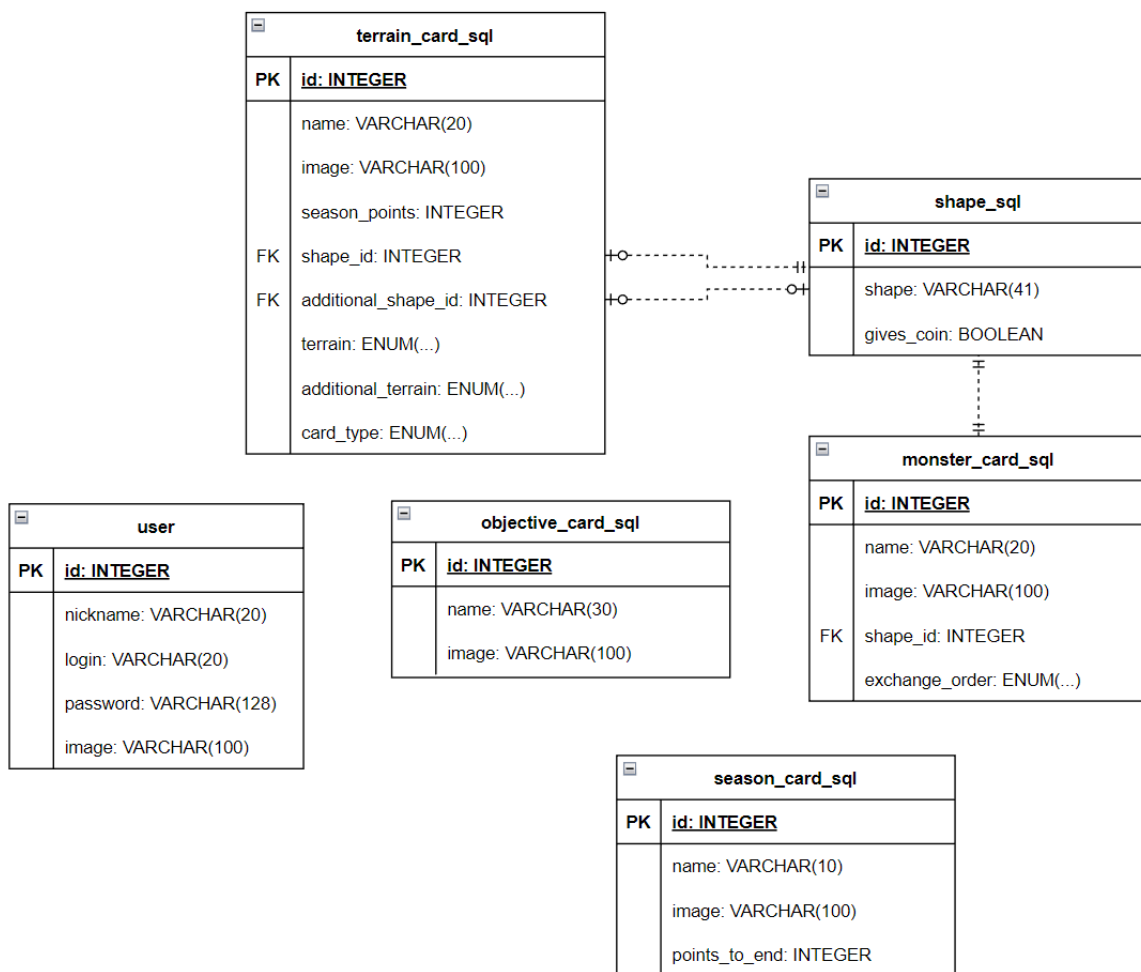 terrain_card_sql
PK id: INTEGER
name: VARCHAR(20)
image: VARCHAR(100)
season_points: INTEGER
FK shape_id: INTEGER
FK additional_shape_id: INTEGER
terrain: ENUM(...)
additional_terrain: ENUM(...)
card_type: ENUM(...)
shape_sql
PK id: INTEGER
shape: VARCHAR(41)
gives_coin: BOOLEAN
monster_card_sql
PK id: INTEGER
name: VARCHAR(20)
image: VARCHAR(100)
FK shape_id: INTEGER
exchange_order: ENUM(...)
user
PK id: INTEGER
nickname: VARCHAR(20)
login: VARCHAR(20)
password: VARCHAR(128)
image: VARCHAR(100)
objective_card_sql
PK id: INTEGER
name: VARCHAR(30)
image: VARCHAR(100)
season_card_sql
PK id: INTEGER
name: VARCHAR(10)
image: VARCHAR(100)
points_to_end: INTEGER